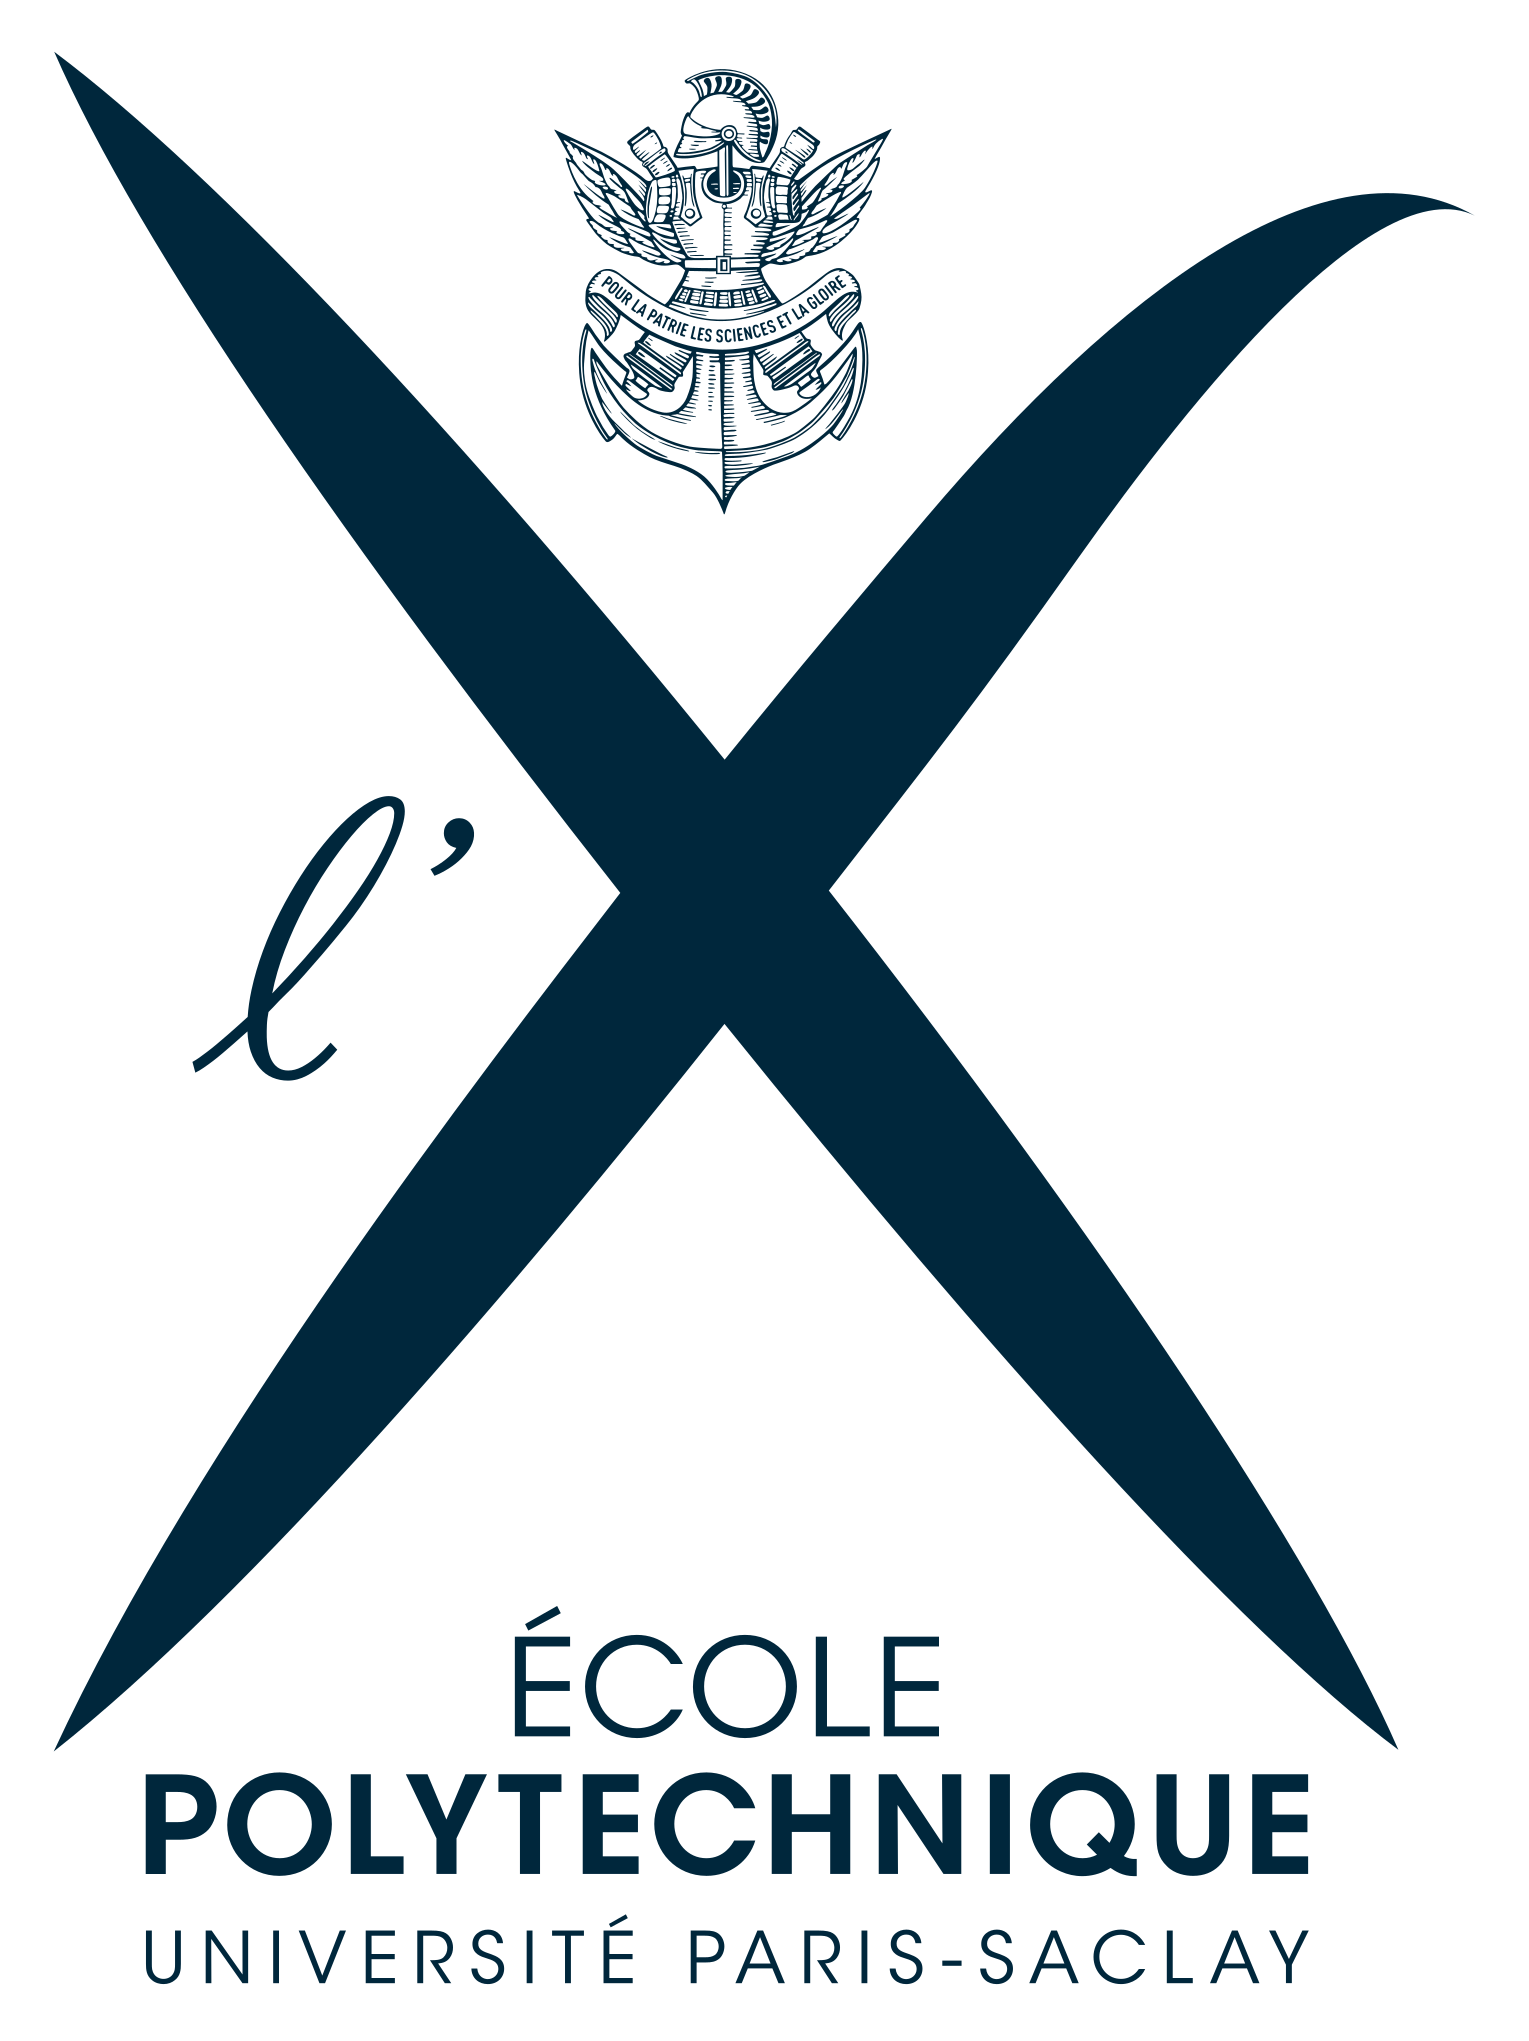 POUR LA PATRIE LES SCIENCES ET LA GLOIRE
l’X
ÉCOLE
POLYTECHNIQUE
UNIVERSITÉ PARIS-SACLAY